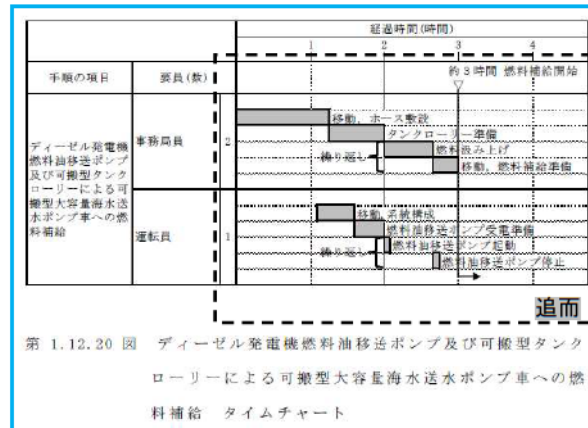 経過時間(時間)
1 2 3 4
手順の項目 要員(数)
約3時間 燃料補給開始
ディーゼル発電機
燃料油移送ポンプ
及び可搬型タンク
ローリーによる可
搬型大容量海水送
水ポンプ車への燃
料補給
事務局員
2
移動，ホース敷設
タンクローリー準備
燃料汲み上げ
繰り返し
移動，燃料補給準備
運転員
1
移動，系統構成
燃料油移送ポンプ受電準備
燃料油移送ポンプ起動
繰り返し
燃料油移送ポンプ停止
追而
第 1.12.20 図 ディーゼル発電機燃料油移送ポンプ及び可搬型タンク
ローリーによる可搬型大容量海水送水ポンプ車への燃
料補給 タイムチャート